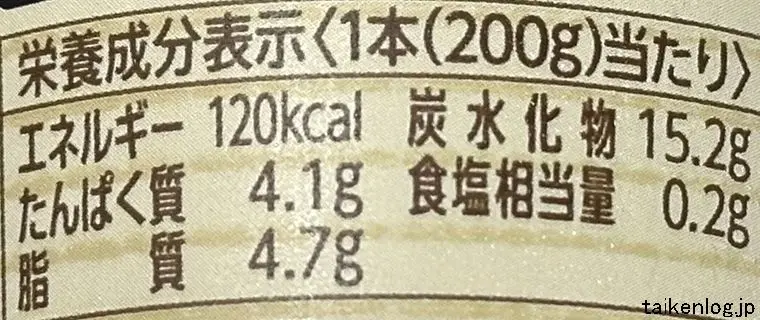 栄養成分表示〈1本(200g)当たり〉
エネルギー 120kcal 炭水化物 15.2g
たんぱく質 4.1g 食塩相当量 0.2g
脂質 4.7g
taikenlog.jp